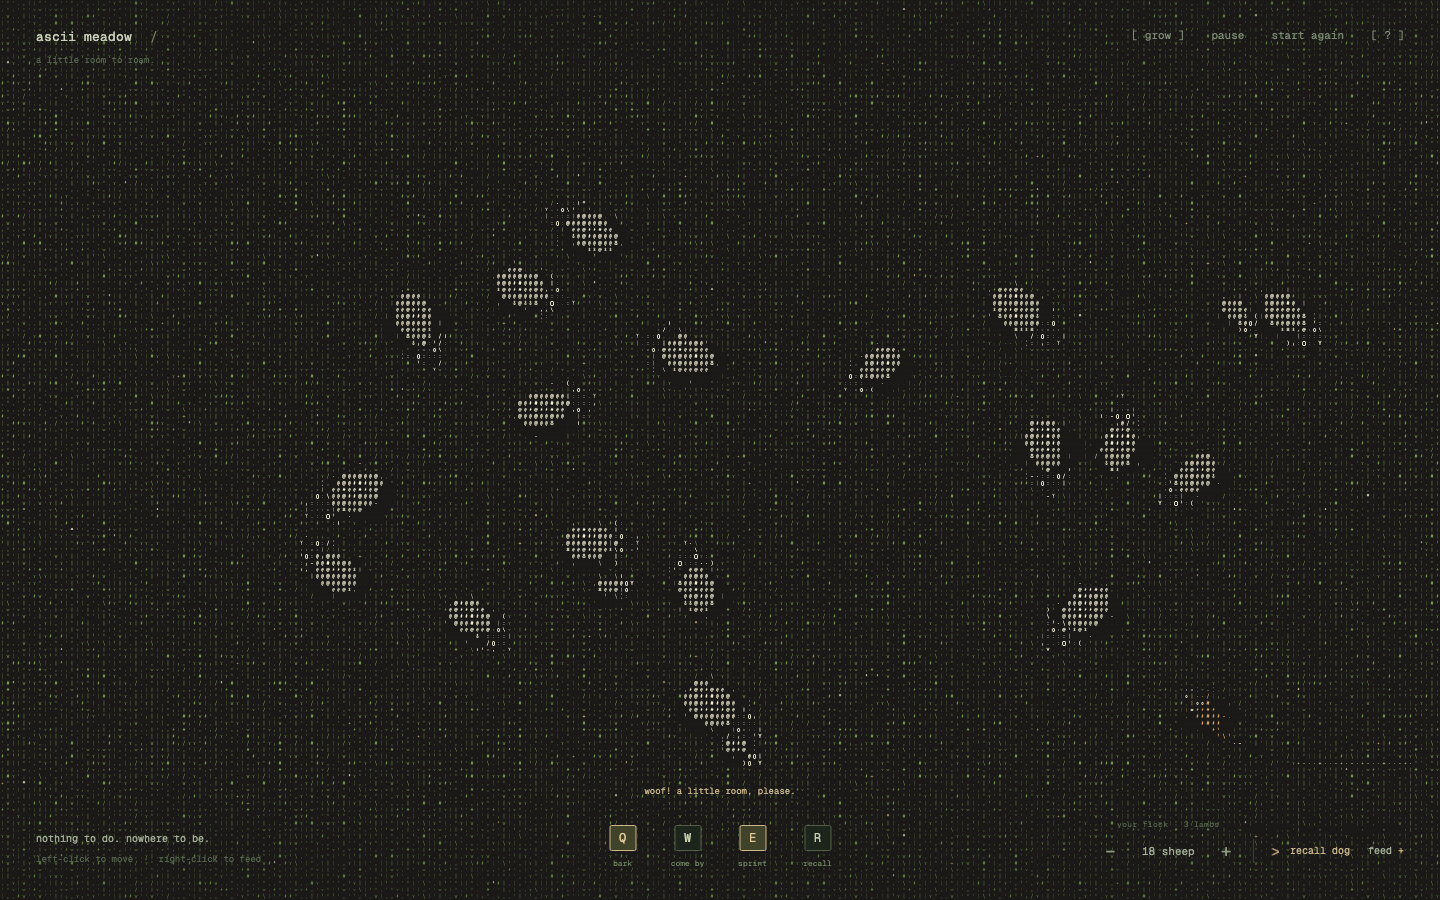 ascii meadow /
a little room to roam
[ grow ] pause start again [ ? ]
woof! a little room, please.
nothing to do. nowhere to be.
left-click to move · right-click to feed
Q W E R
bark come by sprint recall
your flock · 3 lambs
− 18 sheep + > recall dog feed +